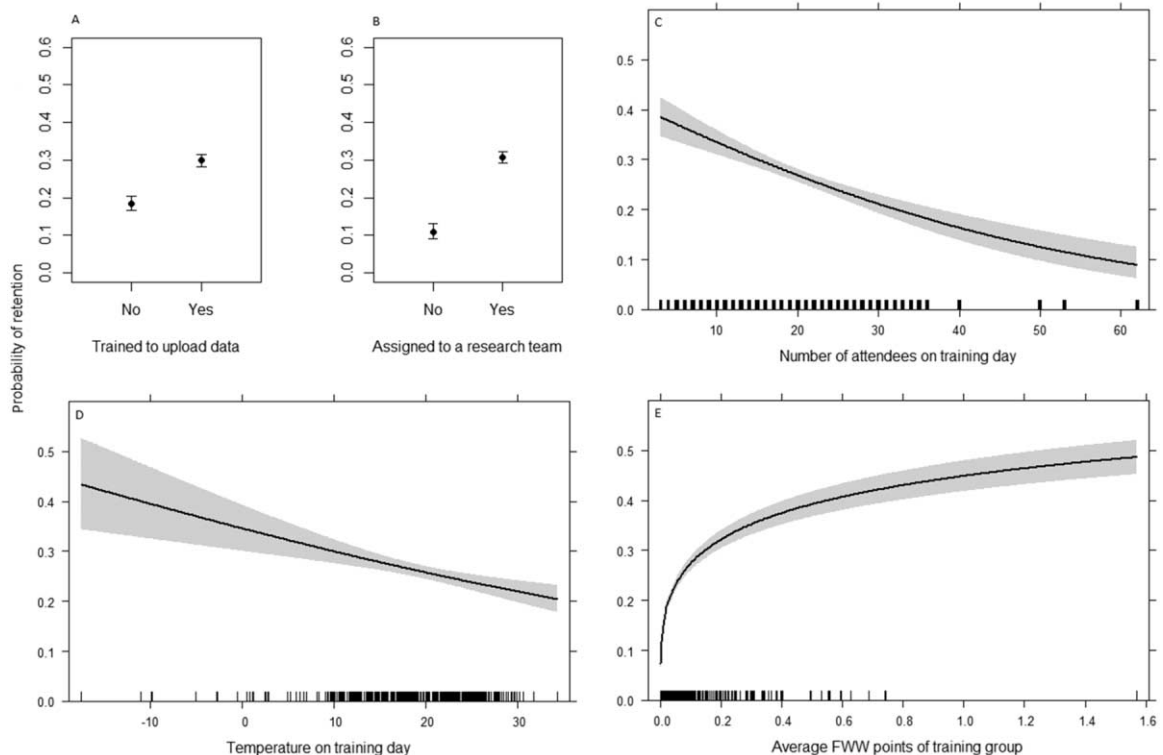 A
0.0 0.1 0.2 0.3 0.4 0.5 0.6
No Yes
Trained to upload data
B
0.0 0.1 0.2 0.3 0.4 0.5 0.6
No Yes
Assigned to a research team
C
0.5
0.4
0.3
0.2
0.1
0.0
10 20 30 40 50 60
Number of attendees on training day
Probability of retention
D
0.5
0.4
0.3
0.2
0.1
0.0
-10 0 10 20 30
Temperature on training day
E
0.5
0.4
0.3
0.2
0.1
0.0
0.0 0.2 0.4 0.6 0.8 1.0 1.2 1.4 1.6
Average FWW points of training group